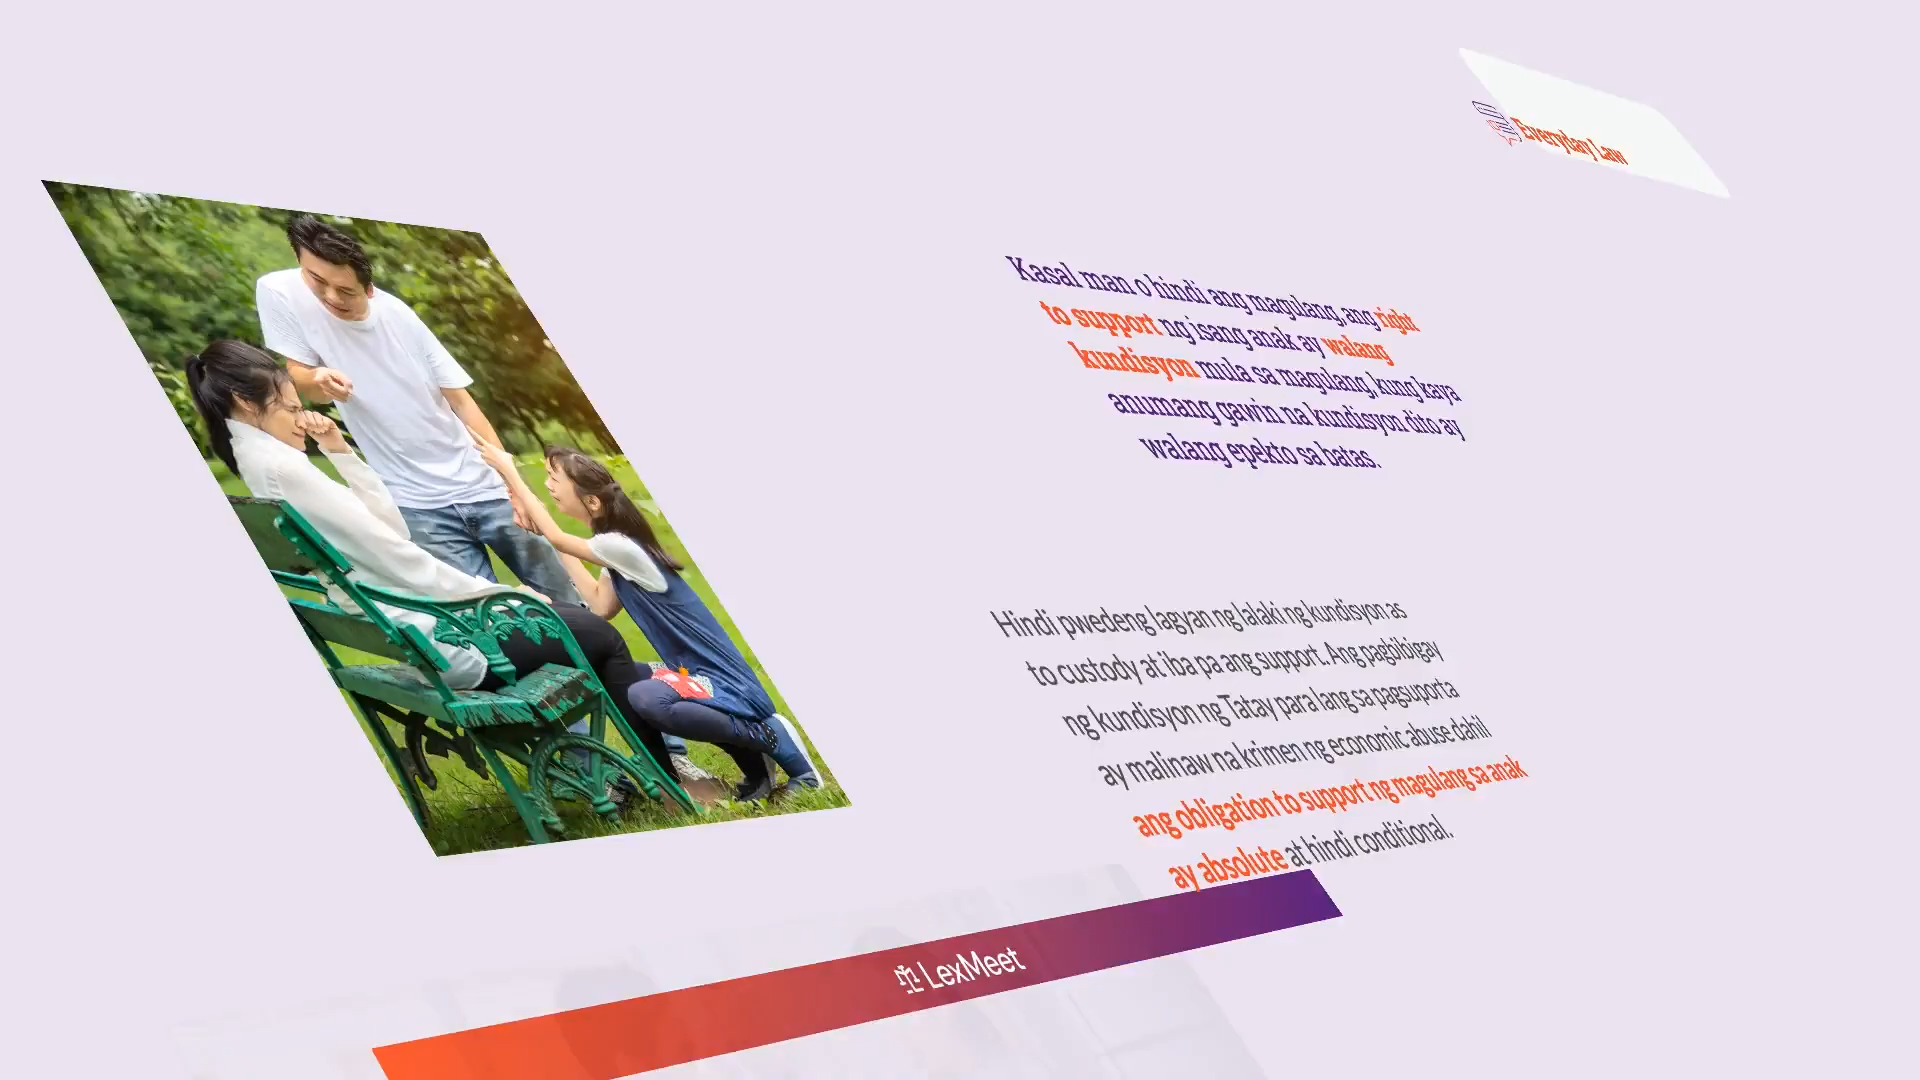 Everyday Law
Kasal man o hindi ang magulang, ang right
to support ng isang anak ay walang
kundisyon mula sa magulang, kung kaya
anumang gawin na kundisyon dito ay
walang epekto sa batas.
Hindi pwedeng lagyan ng lalaki ng kundisyon as
to custody at iba pa ang support. Ang pagbibigay
ng kundisyon ng Tatay para lang sa pagsuporta
ay malinaw na krimen ng economic abuse dahil
ang obligation to support ng magulang sa anak
ay absolute at hindi conditional.
LexMeet